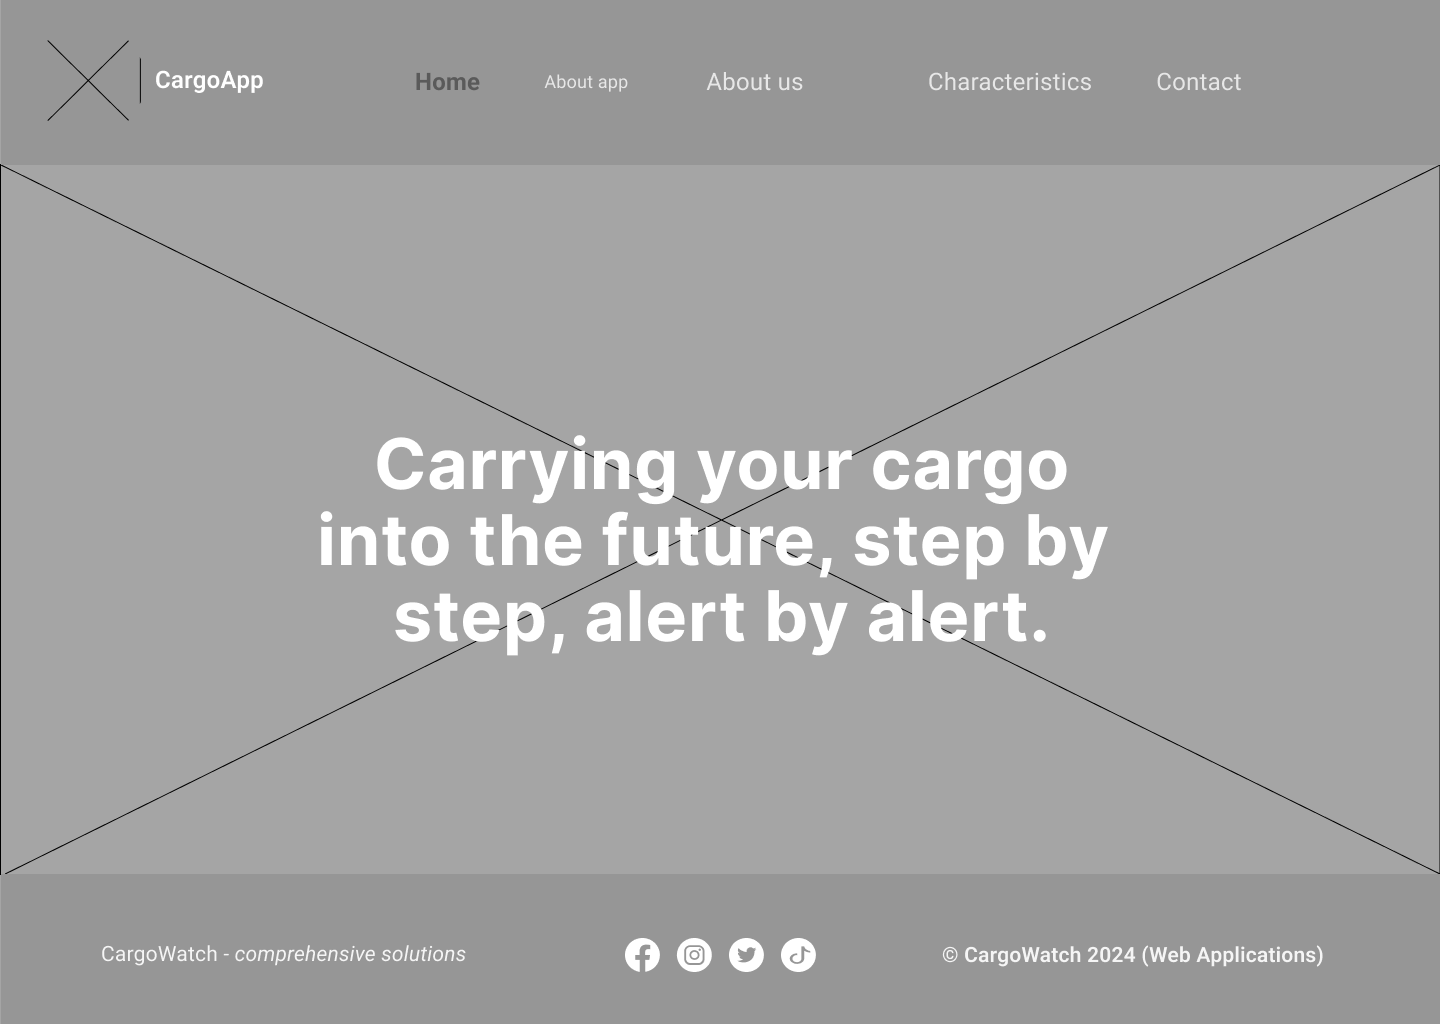 CargoApp
Home
About app
About us
Characteristics
Contact
Carrying your cargo
into the future, step by
step, alert by alert.
CargoWatch - comprehensive solutions
© CargoWatch 2024 (Web Applications)